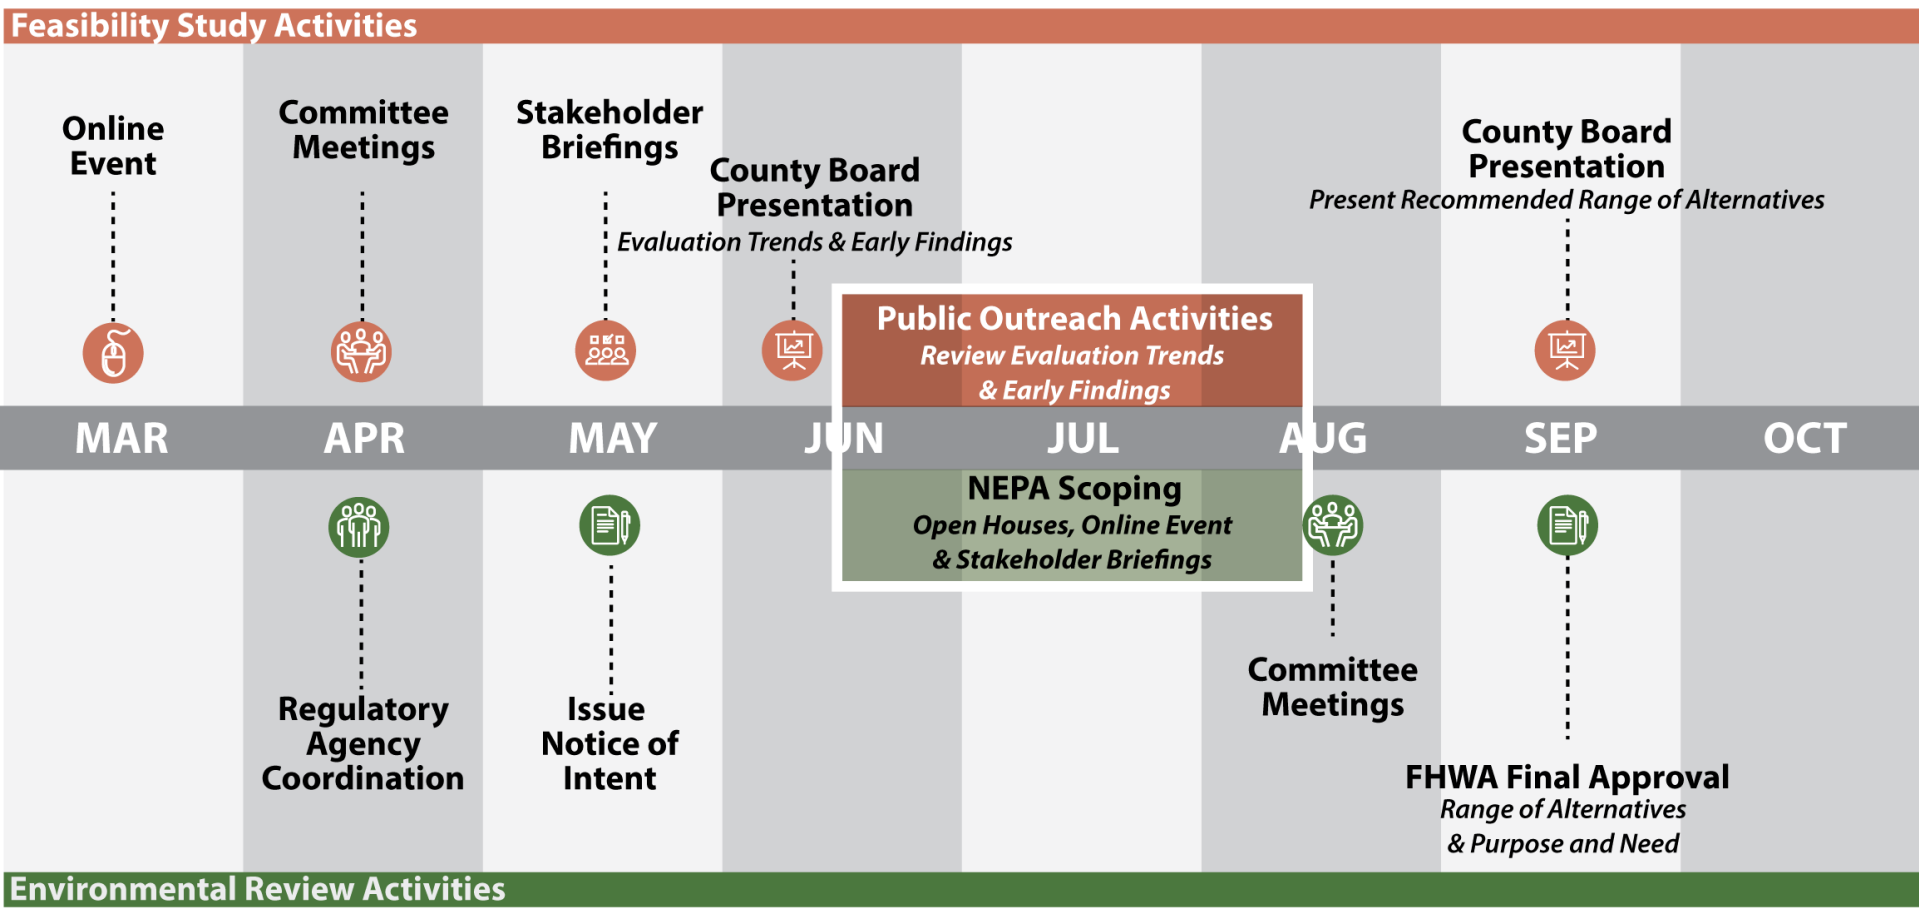 Feasibility Study Activities
Online
Event
Committee
Meetings
Stakeholder
Briefings
County Board
Presentation
Evaluation Trends & Early Findings
County Board
Presentation
Present Recommended Range of Alternatives
Public Outreach Activities
Review Evaluation Trends
& Early Findings
MAR APR MAY JUN JUL AUG SEP OCT
NEPA Scoping
Open Houses, Online Event
& Stakeholder Briefings
Regulatory
Agency
Coordination
Issue
Notice of
Intent
Committee
Meetings
FHWA Final Approval
Range of Alternatives
& Purpose and Need
Environmental Review Activities